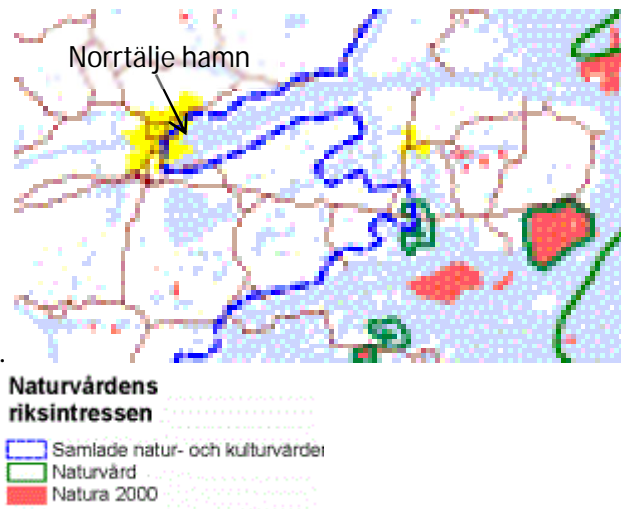 Norrtälje hamn
Naturvårdens
riksintressen
Samlade natur- och kulturvärden
Naturvård
Natura 2000